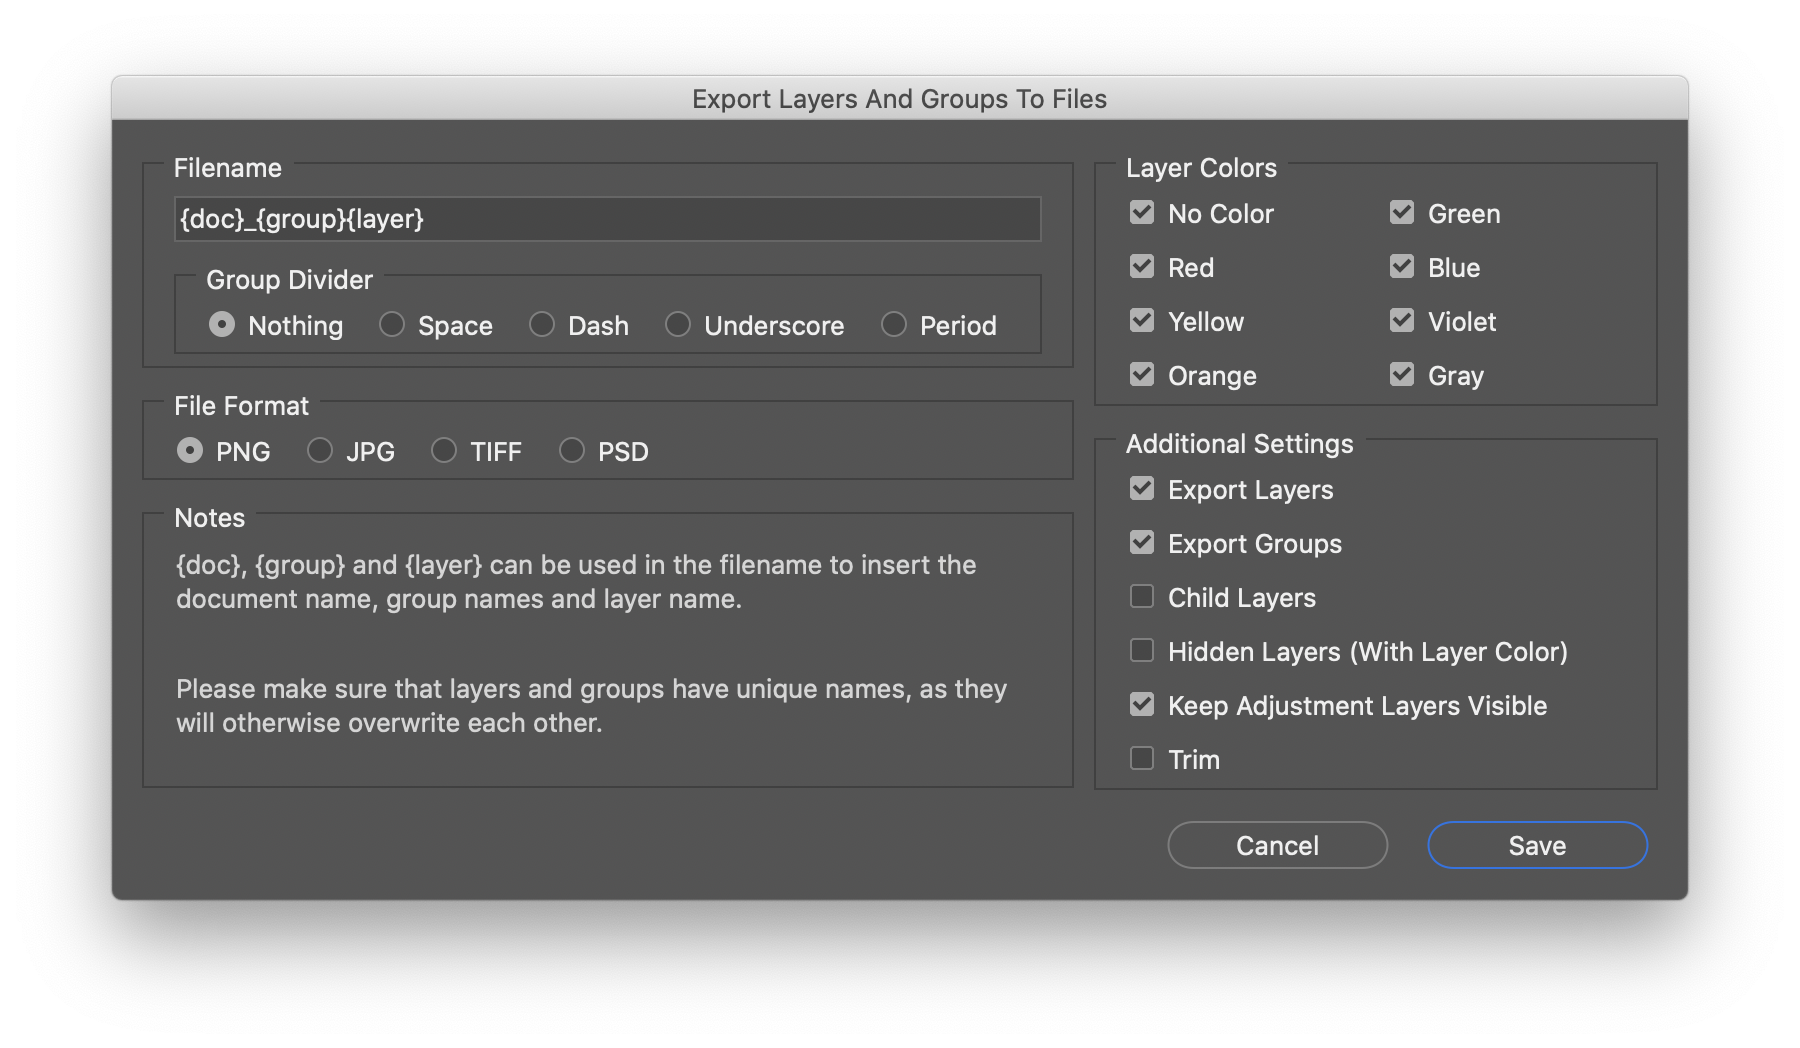 Export Layers And Groups To Files
Filename
{doc}_{group}{layer}
Group Divider
Nothing Space Dash Underscore Period
File Format
PNG JPG TIFF PSD
Notes
{doc}, {group} and {layer} can be used in the filename to insert the
document name, group names and layer name.
Please make sure that layers and groups have unique names, as they
will otherwise overwrite each other.
Layer Colors
No Color Green
Red Blue
Yellow Violet
Orange Gray
Additional Settings
Export Layers
Export Groups
Child Layers
Hidden Layers (With Layer Color)
Keep Adjustment Layers Visible
Trim
Cancel Save